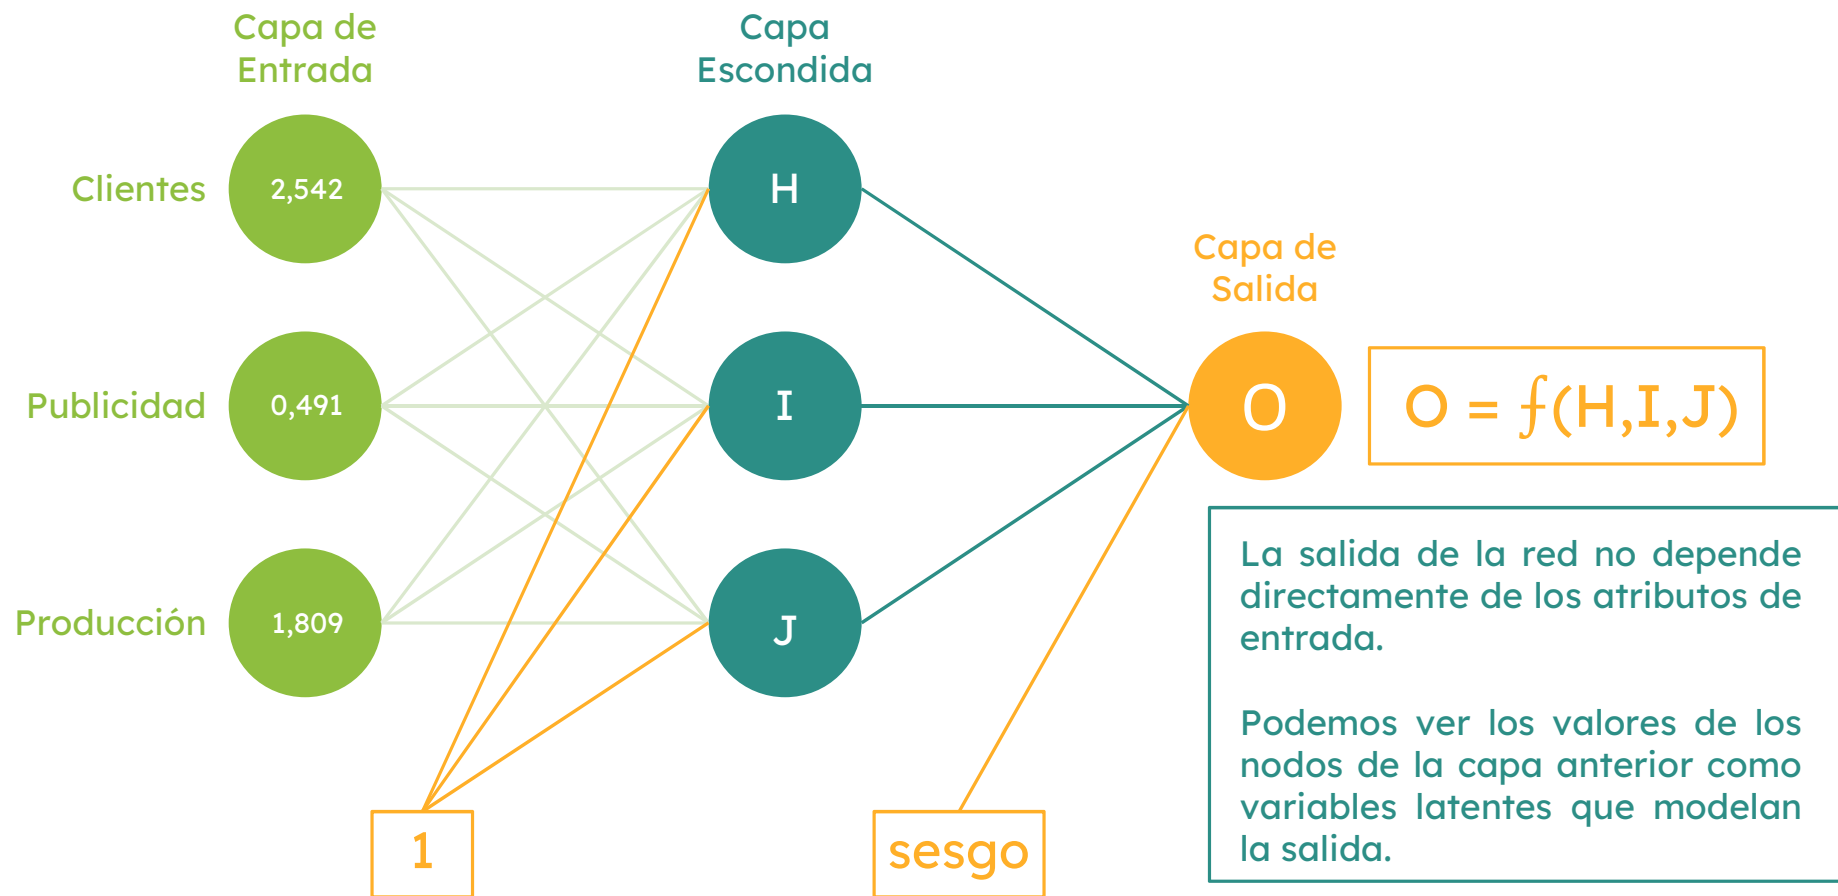 Capa de
Entrada
Capa
Escondida
Clientes
2,542
H
Capa de
Salida
Publicidad
0,491
I
O
O = ƒ(H,I,J)
Producción
1,809
J
La salida de la red no depende
directamente de los atributos de
entrada.
Podemos ver los valores de los
nodos de la capa anterior como
variables latentes que modelan
la salida.
1
sesgo